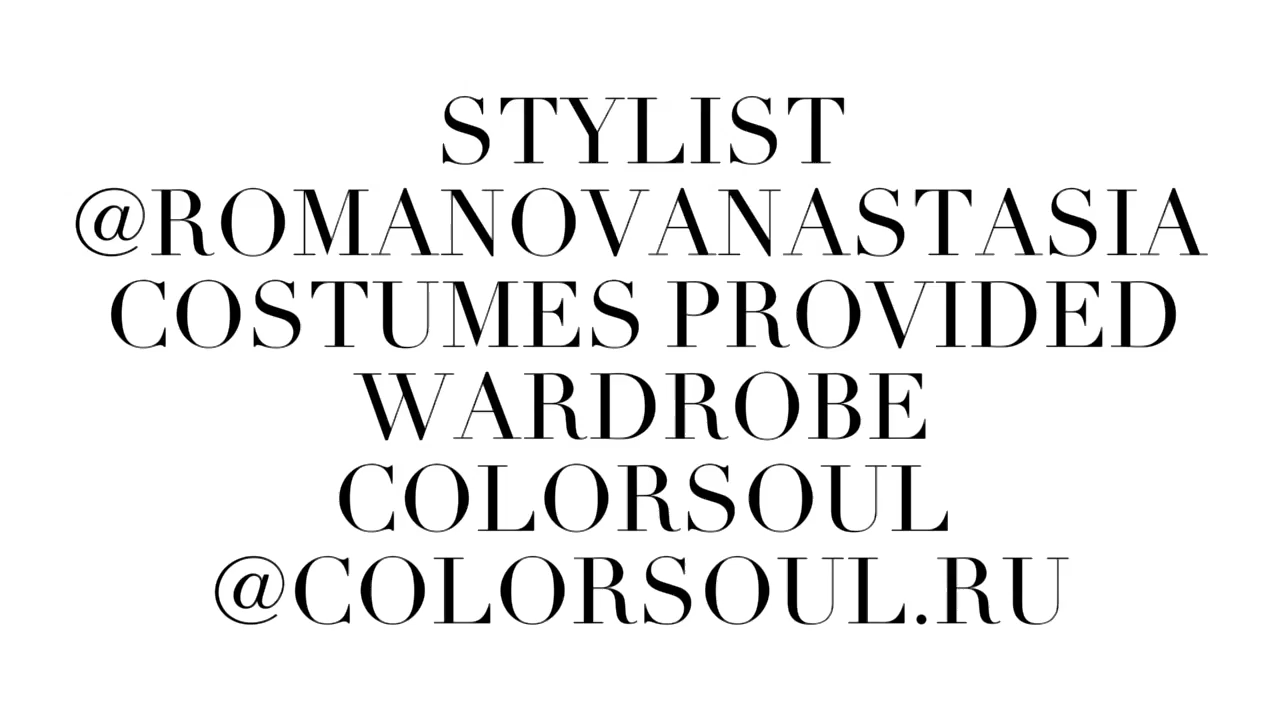 STYLIST
@ROMANOVANASTASIA
COSTUMES PROVIDED
WARDROBE
COLORSOUL
@COLORSOUL.RU